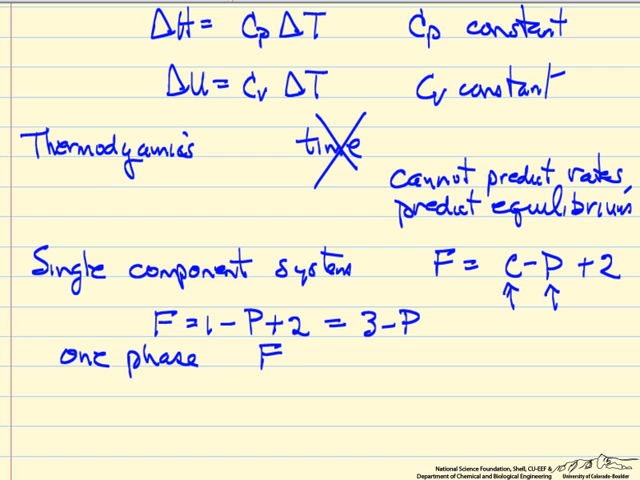 ΔH = Cp ΔT Cp constant
ΔU = Cv ΔT Cv constant
Thermodyamics time
cannot predict rates,
predict equilibrium
Single component systems F = C - P + 2
↑ ↑
F = 1 - P + 2 = 3 - P
one phase F
National Science Foundation, Shell, CU-EEF &
Department of Chemical and Biological Engineering University of Colorado-Boulder